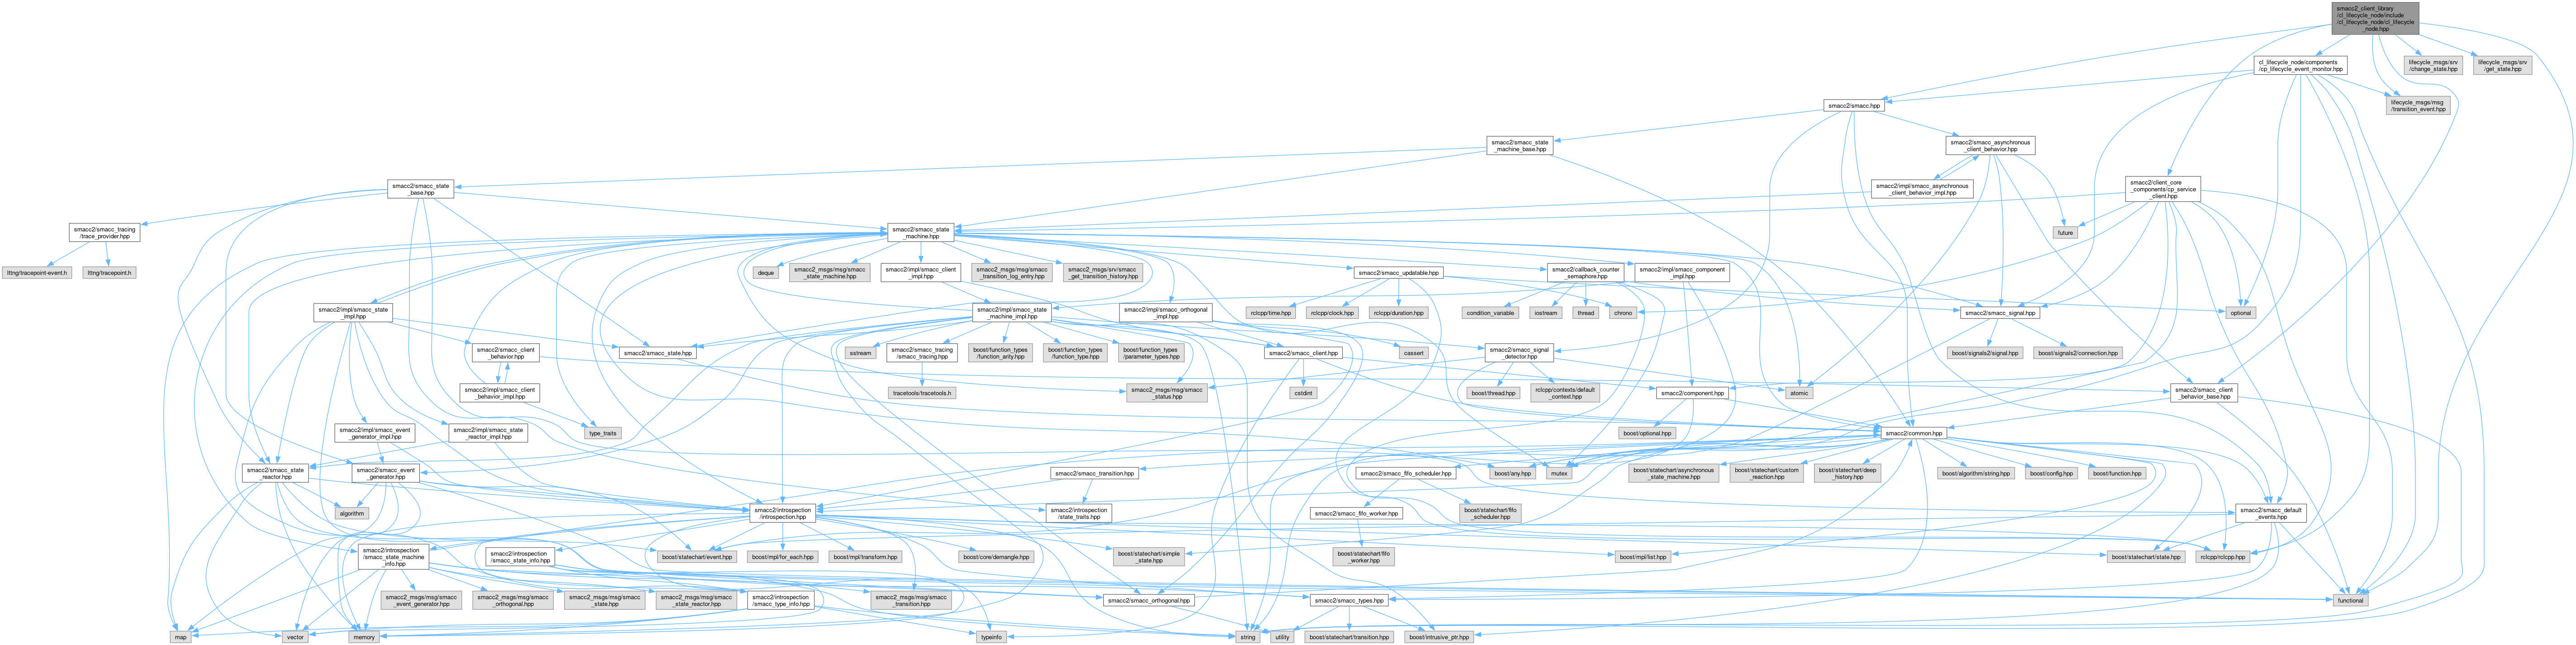 smacc2_client_library
/cl_lifecycle_node/include
/cl_lifecycle_node/cl_lifecycle
_node.hpp
cl_lifecycle_node/components
/cp_lifecycle_event_monitor.hpp
lifecycle_msgs/srv
/change_state.hpp
lifecycle_msgs/srv
/get_state.hpp
lifecycle_msgs/msg
/transition_event.hpp
smacc2/smacc.hpp
smacc2/smacc_state
_machine_base.hpp
smacc2/smacc_asynchronous
_client_behavior.hpp
smacc2/smacc_state
_base.hpp
smacc2/impl/smacc_asynchronous
_client_behavior_impl.hpp
smacc2/client_core
_components/cp_service
_client.hpp
smacc2/smacc_tracing
/trace_provider.hpp
smacc2/smacc_state
_machine.hpp
future
lttng/tracepoint-event.h
lttng/tracepoint.h
deque
smacc2_msgs/msg/smacc
_state_machine.hpp
smacc2/impl/smacc_client
_impl.hpp
smacc2_msgs/msg/smacc
_transition_log_entry.hpp
smacc2_msgs/srv/smacc
_get_transition_history.hpp
smacc2/smacc_updatable.hpp
smacc2/callback_counter
_semaphore.hpp
smacc2/impl/smacc_component
_impl.hpp
smacc2/impl/smacc_state
_impl.hpp
smacc2/impl/smacc_state
_machine_impl.hpp
smacc2/impl/smacc_orthogonal
_impl.hpp
rclcpp/time.hpp
rclcpp/clock.hpp
rclcpp/duration.hpp
condition_variable
iostream
thread
chrono
optional
smacc2/smacc_signal.hpp
smacc2/smacc_client
_behavior.hpp
smacc2/smacc_state.hpp
sstream
smacc2/smacc_tracing
/smacc_tracing.hpp
boost/function_types
/function_arity.hpp
boost/function_types
/function_type.hpp
boost/function_types
/parameter_types.hpp
smacc2/smacc_client.hpp
cassert
smacc2/smacc_signal
_detector.hpp
boost/signals2/signal.hpp
boost/signals2/connection.hpp
smacc2/impl/smacc_client
_behavior_impl.hpp
tracetools/tracetools.h
smacc2_msgs/msg/smacc
_status.hpp
cstdint
boost/thread.hpp
rclcpp/contexts/default
_context.hpp
smacc2/component.hpp
atomic
smacc2/smacc_client
_behavior_base.hpp
smacc2/impl/smacc_event
_generator_impl.hpp
smacc2/impl/smacc_state
_reactor_impl.hpp
type_traits
boost/optional.hpp
smacc2/common.hpp
smacc2/smacc_state
_reactor.hpp
smacc2/smacc_event
_generator.hpp
smacc2/smacc_transition.hpp
boost/any.hpp
mutex
smacc2/smacc_fifo_scheduler.hpp
boost/statechart/asynchronous
_state_machine.hpp
boost/statechart/custom
_reaction.hpp
boost/statechart/deep
_history.hpp
boost/algorithm/string.hpp
boost/config.hpp
boost/function.hpp
algorithm
smacc2/introspection
/introspection.hpp
smacc2/introspection
/state_traits.hpp
smacc2/smacc_fifo_worker.hpp
boost/statechart/fifo
_scheduler.hpp
smacc2/smacc_default
_events.hpp
smacc2/introspection
/smacc_state_machine
_info.hpp
smacc2/introspection
/smacc_state_info.hpp
boost/statechart/event.hpp
boost/mpl/for_each.hpp
boost/mpl/transform.hpp
boost/core/demangle.hpp
boost/statechart/simple
_state.hpp
boost/statechart/fifo
_worker.hpp
boost/mpl/list.hpp
boost/statechart/state.hpp
rclcpp/rclcpp.hpp
smacc2_msgs/msg/smacc
_event_generator.hpp
smacc2_msgs/msg/smacc
_orthogonal.hpp
smacc2_msgs/msg/smacc
_state.hpp
smacc2_msgs/msg/smacc
_state_reactor.hpp
smacc2/introspection
/smacc_type_info.hpp
smacc2_msgs/msg/smacc
_transition.hpp
smacc2/smacc_orthogonal.hpp
smacc2/smacc_types.hpp
functional
map
vector
memory
typeinfo
string
utility
boost/statechart/transition.hpp
boost/intrusive_ptr.hpp